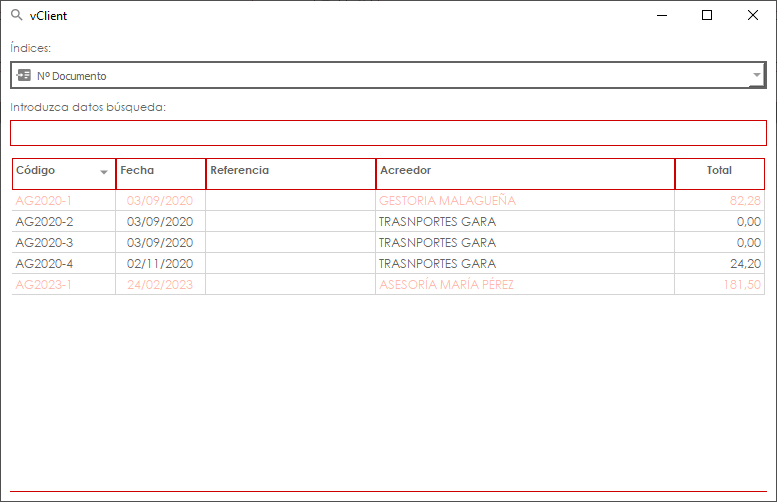 vClient
Índices:
Nº Documento
Introduzca datos búsqueda:
Código Fecha Referencia Acreedor Total
AG2020-1 03/09/2020 GESTORIA MALAGUEÑA 82,28
AG2020-2 03/09/2020 TRASNPORTES GARA 0,00
AG2020-3 03/09/2020 TRASNPORTES GARA 0,00
AG2020-4 02/11/2020 TRASNPORTES GARA 24,20
AG2023-1 24/02/2023 ASESORÍA MARÍA PÉREZ 181,50